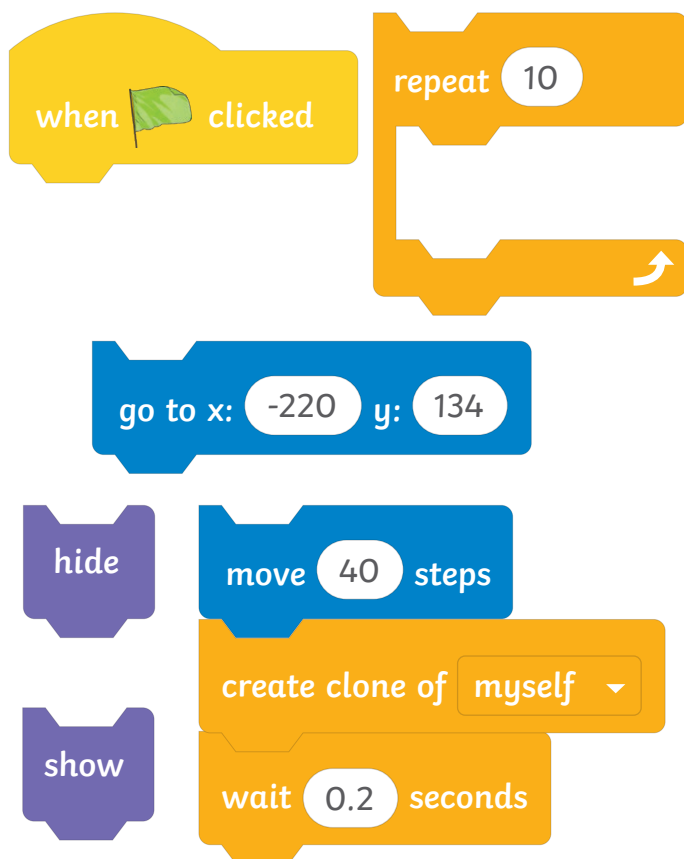 when clicked
repeat 10
go to x: -220 y: 134
hide
move 40 steps
create clone of myself
show
wait 0.2 seconds